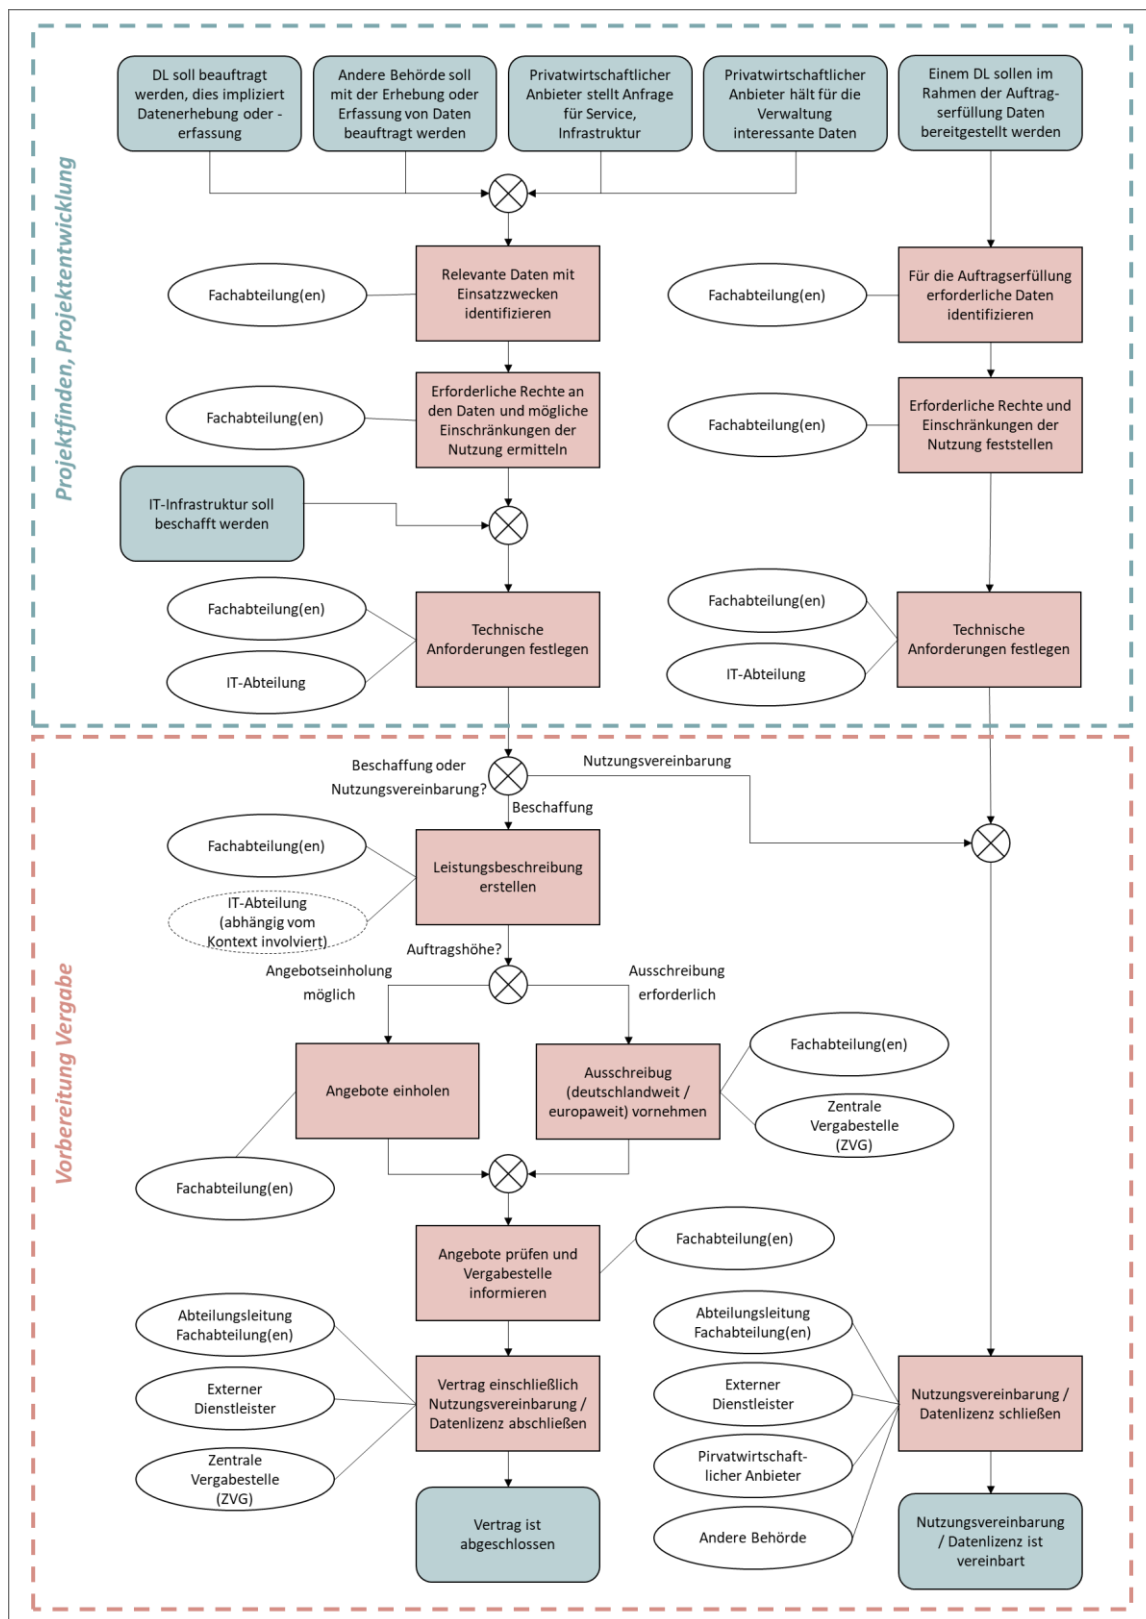 Projektfinden, Projektentwicklung
DL soll beauftragt
werden, dies impliziert
Datenerhebung oder -
erfassung
Andere Behörde soll
mit der Erhebung oder
Erfassung von Daten
beauftragt werden
Privatwirtschaftlicher
Anbieter stellt Anfrage
für Service,
Infrastruktur
Privatwirtschaftlicher
Anbieter hält für die
Verwaltung
interessante Daten
Einem DL sollen im
Rahmen der Auftrag-
serfüllung Daten
bereitgestellt werden
Fachabteilung(en)
Relevante Daten mit
Einsatzzwecken
identifizieren
Fachabteilung(en)
Für die Auftragserfüllung
erforderliche Daten
identifizieren
Fachabteilung(en)
Erforderliche Rechte an
den Daten und mögliche
Einschränkungen der
Nutzung ermitteln
Fachabteilung(en)
Erforderliche Rechte und
Einschränkungen der
Nutzung feststellen
IT-Infrastruktur soll
beschafft werden
Fachabteilung(en)
IT-Abteilung
Technische
Anforderungen festlegen
Fachabteilung(en)
IT-Abteilung
Technische
Anforderungen festlegen
Vorbereitung Vergabe
Beschaffung oder
Nutzungsvereinbarung?
Nutzungsvereinbarung
Beschaffung
Fachabteilung(en)
IT-Abteilung
(abhängig vom
Kontext involviert)
Leistungsbeschreibung
erstellen
Auftragshöhe?
Angebotseinholung
möglich
Ausschreibung
erforderlich
Angebote einholen
Ausschreibug
(deutschlandweit /
europaweit) vornehmen
Fachabteilung(en)
Zentrale
Vergabestelle
(ZVG)
Fachabteilung(en)
Angebote prüfen und
Vergabestelle
informieren
Fachabteilung(en)
Abteilungsleitung
Fachabteilung(en)
Externer
Dienstleister
Zentrale
Vergabestelle
(ZVG)
Vertrag einschließlich
Nutzungsvereinbarung /
Datenlizenz abschließen
Abteilungsleitung
Fachabteilung(en)
Externer
Dienstleister
Pirvatwirtschaft-
licher Anbieter
Andere Behörde
Nutzungsvereinbarung /
Datenlizenz schließen
Vertrag ist
abgeschlossen
Nutzungsvereinbarung
/ Datenlizenz ist
vereinbart